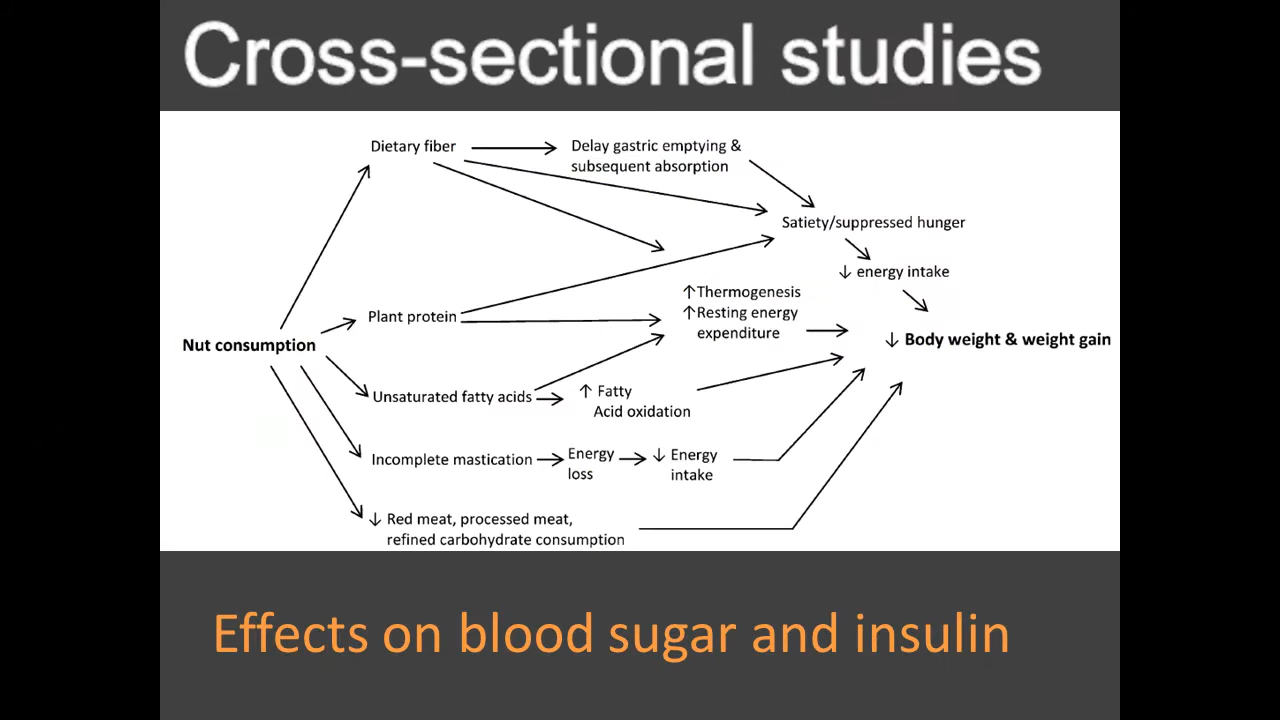 Cross-sectional studies
Dietary fiber
Delay gastric emptying &
subsequent absorption
Satiety/suppressed hunger
↓ energy intake
↑Thermogenesis
↑Resting energy
expenditure
Plant protein
Nut consumption
↓ Body weight & weight gain
Unsaturated fatty acids
↑ Fatty
Acid oxidation
Incomplete mastication
Energy
loss
↓ Energy
intake
↓ Red meat, processed meat,
refined carbohydrate consumption
Effects on blood sugar and insulin